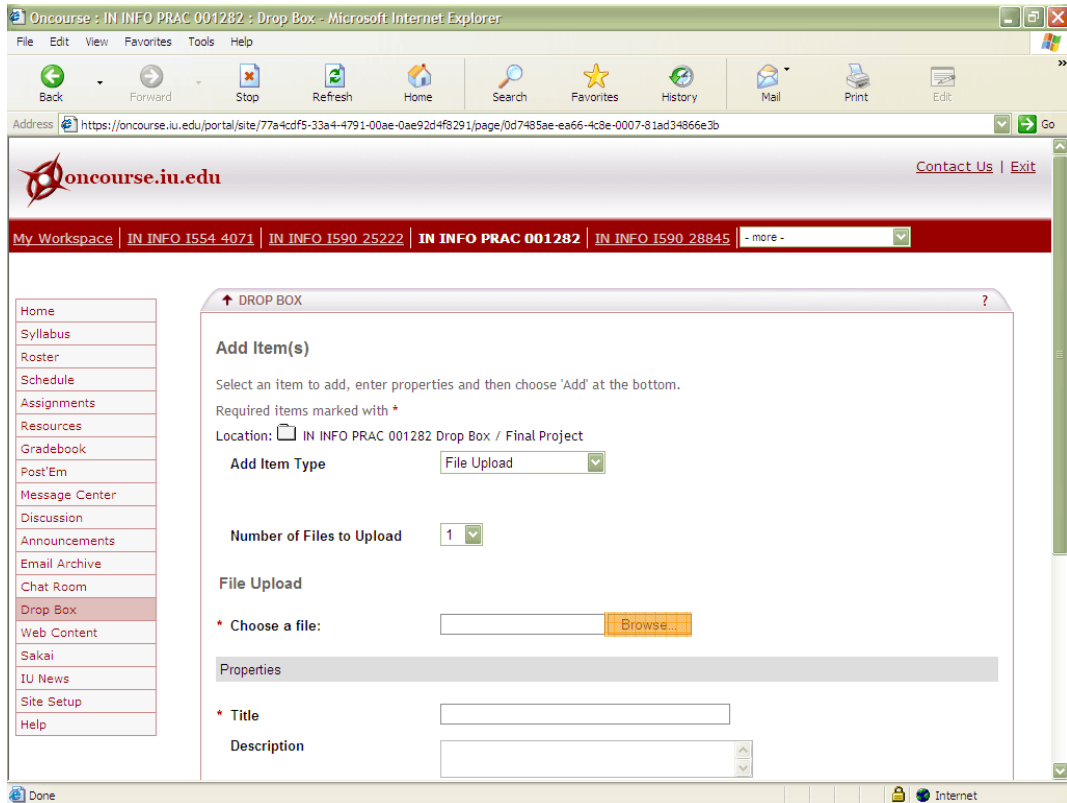 Oncourse : IN INFO PRAC 001282 : Drop Box - Microsoft Internet Explorer
File Edit View Favorites Tools Help
Back Forward Stop Refresh Home Search Favorites History Mail Print Edit
Address https://oncourse.iu.edu/portal/site/77a4cdf5-33a4-4791-00ae-0ae92d4f8291/page/0d7485ae-ea66-4c8e-0007-81ad34866e3b Go
oncourse.iu.edu
Contact Us | Exit
My Workspace | IN INFO I554 4071 | IN INFO I590 25222 | IN INFO PRAC 001282 | IN INFO I590 28845 | - more -
Home
Syllabus
Roster
Schedule
Assignments
Resources
Gradebook
Post'Em
Message Center
Discussion
Announcements
Email Archive
Chat Room
Drop Box
Web Content
Sakai
IU News
Site Setup
Help
DROP BOX ?
Add Item(s)
Select an item to add, enter properties and then choose 'Add' at the bottom.
Required items marked with *
Location: IN INFO PRAC 001282 Drop Box / Final Project
Add Item Type File Upload
Number of Files to Upload 1
File Upload
* Choose a file: Browse...
Properties
* Title
Description
Done Internet